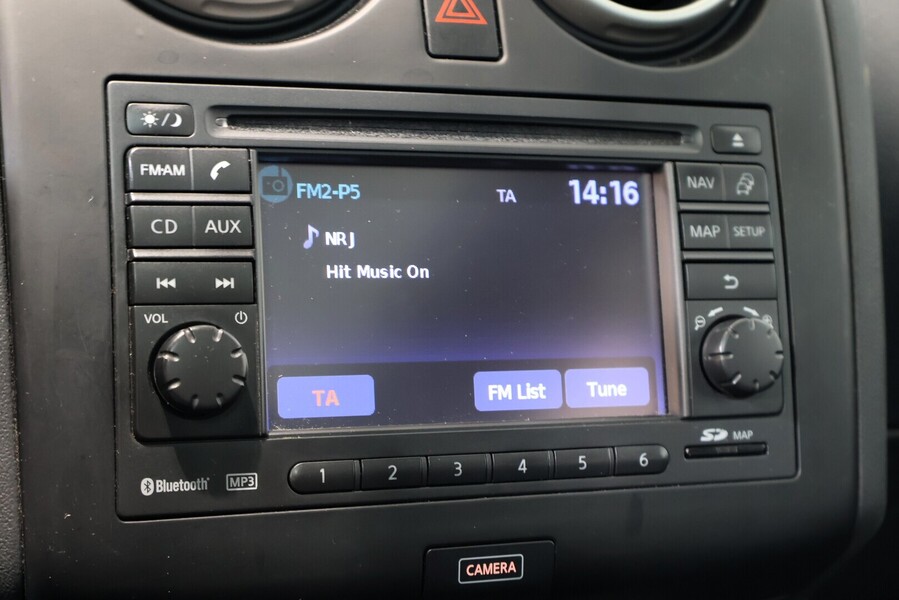 FM·AM
FM2-P5
TA
14:16
NAV
CD
AUX
NRJ
MAP
SETUP
Hit Music On
VOL
TA
FM List
Tune
SD MAP
1 2 3 4 5 6
Bluetooth
MP3
CAMERA